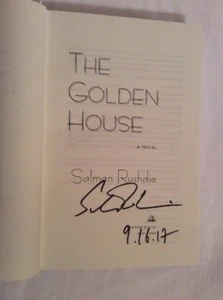 THE
GOLDEN
HOUSE
A NOVEL
Salman Rushdie
9.16.17